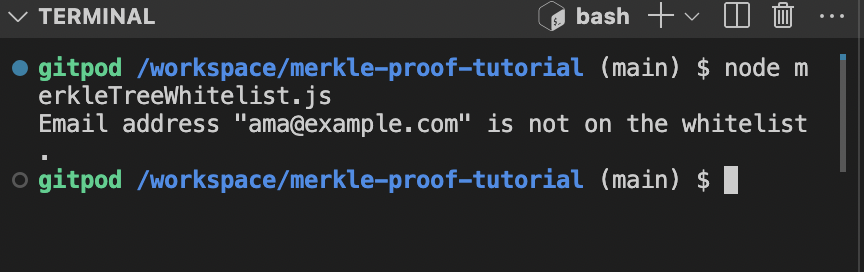 TERMINAL
bash
gitpod /workspace/merkle-proof-tutorial (main) $ node m
erkleTreeWhitelist.js
Email address "ama@example.com" is not on the whitelist
.
gitpod /workspace/merkle-proof-tutorial (main) $